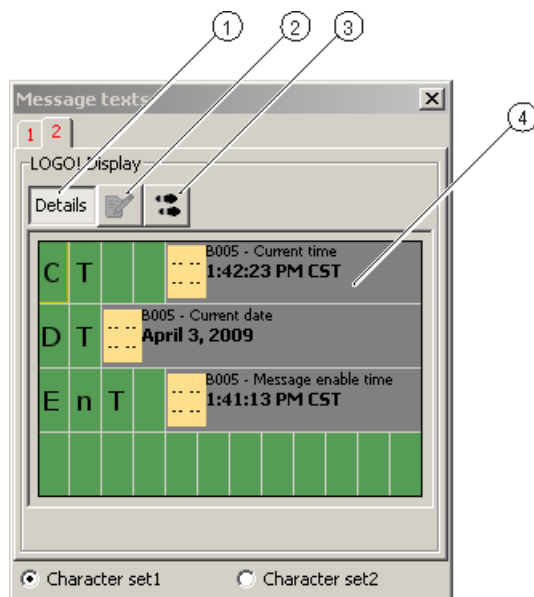 1 2 3
4
Message texts
1 2
LOGO! Display
Details
B005 - Current time
C T 1:42:23 PM CST
B005 - Current date
D T April 3, 2009
B005 - Message enable time
E n T 1:41:13 PM CST
Character set1 Character set2